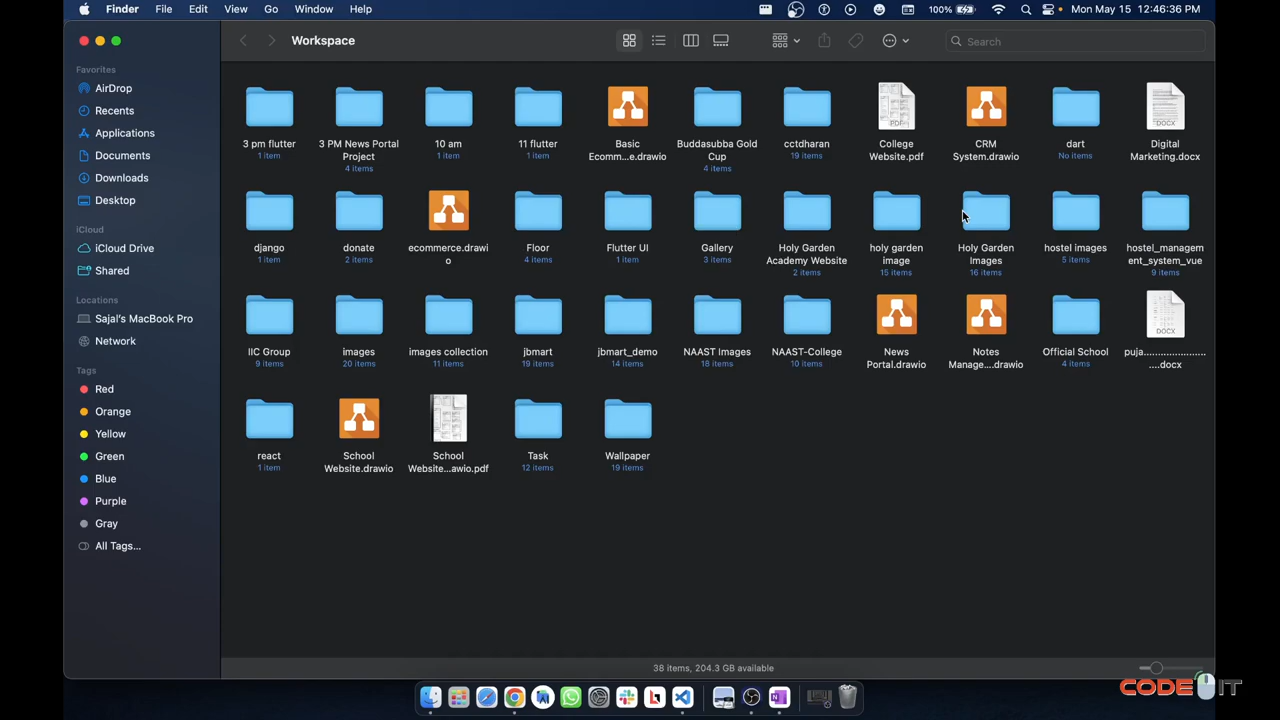 Finder File Edit View Go Window Help 100% Mon May 15 12:46:36 PM
Workspace
Search
Favorites
AirDrop
Recents
Applications
Documents
Downloads
Desktop
iCloud
iCloud Drive
Shared
Locations
Sajal's MacBook Pro
Network
Tags
Red
Orange
Yellow
Green
Blue
Purple
Gray
All Tags...
3 pm flutter
1 item
3 PM News Portal
Project
4 items
10 am
1 item
11 flutter
1 item
Basic
Ecomm...e.drawio
Buddasubba Gold
Cup
4 items
cctdharan
19 items
PDF
College
Website.pdf
CRM
System.drawio
dart
No items
DOCX
Digital
Marketing.docx
django
1 item
donate
2 items
ecommerce.drawi
o
Floor
4 items
Flutter UI
1 item
Gallery
3 items
Holy Garden
Academy Website
2 items
holy garden
image
15 items
Holy Garden
Images
16 items
hostel images
5 items
hostel_managem
ent_system_vue
9 items
IIC Group
9 items
images
20 items
images collection
11 items
jbmart
19 items
jbmart_demo
14 items
NAAST Images
18 items
NAAST-College
10 items
News
Portal.drawio
Notes
Manage....drawio
Official School
4 items
DOCX
puja.......................
....docx
react
1 item
School
Website.drawio
School
Website...awio.pdf
Task
12 items
Wallpaper
19 items
38 items, 204.3 GB available
CODE IT